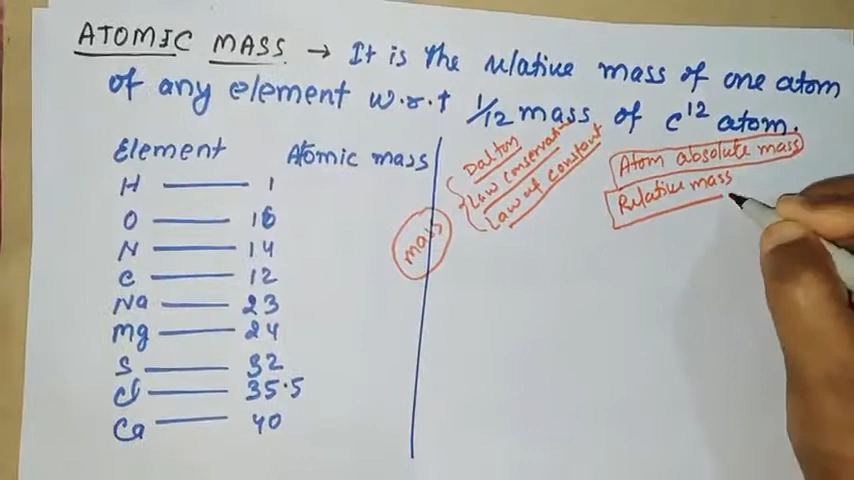 ATOMIC MASS → It is the relative mass of one atom
of any element w.r.t 1/12 mass of C12 atom.
Element Atomic mass
H — 1
O — 16
N — 14
C — 12
Na — 23
Mg — 24
S — 32
Cl — 35.5
Ca — 40
mass
Dalton
Law conservation
Law of constant
Atom absolute mass
Relative mass